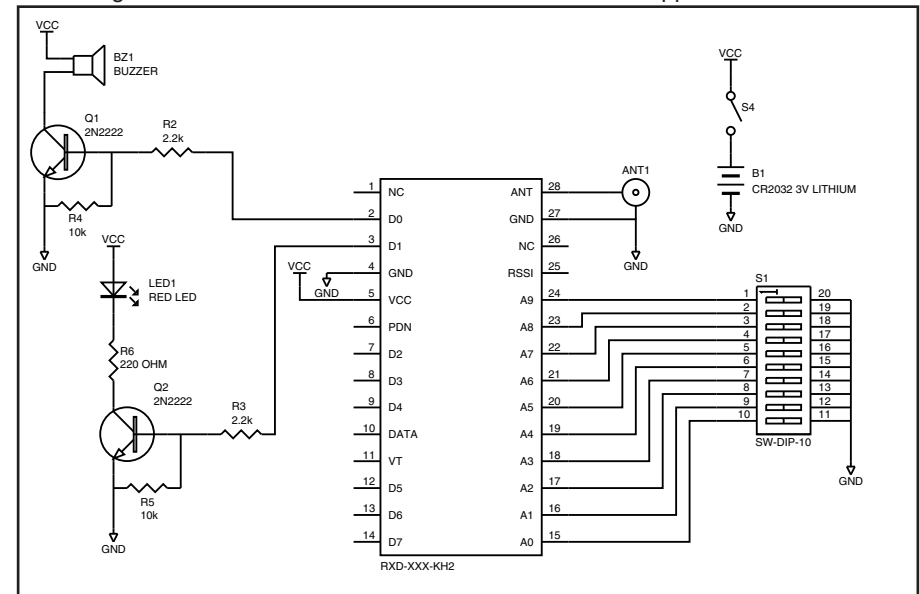 VCC
BZ1
BUZZER
Q1
2N2222
R2
2.2k
R4
10k
GND
VCC
LED1
RED LED
R6
220 OHM
Q2
2N2222
R3
2.2k
R5
10k
GND
VCC
GND
1 NC
2 D0
3 D1
4 GND
5 VCC
6 PDN
7 D2
8 D3
9 D4
10 DATA
11 VT
12 D5
13 D6
14 D7
ANT 28
GND 27
NC 26
RSSI 25
A9 24
A8 23
A7 22
A6 21
A5 20
A4 19
A3 18
A2 17
A1 16
A0 15
RXD-XXX-KH2
ANT1
GND
VCC
S4
B1
CR2032 3V LITHIUM
GND
S1
1 20
2 19
3 18
4 17
5 16
6 15
7 14
8 13
9 12
10 11
SW-DIP-10
GND